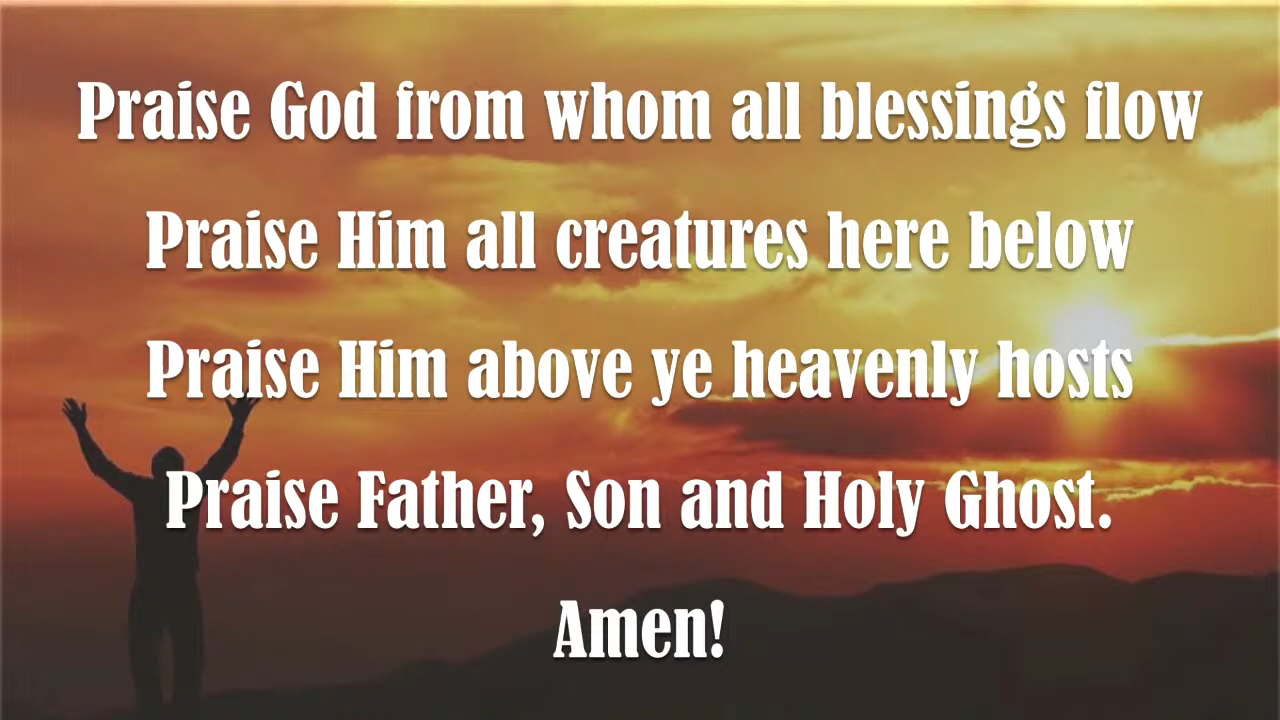 Praise God from whom all blessings flow
Praise Him all creatures here below
Praise Him above ye heavenly hosts
Praise Father, Son and Holy Ghost.
Amen!